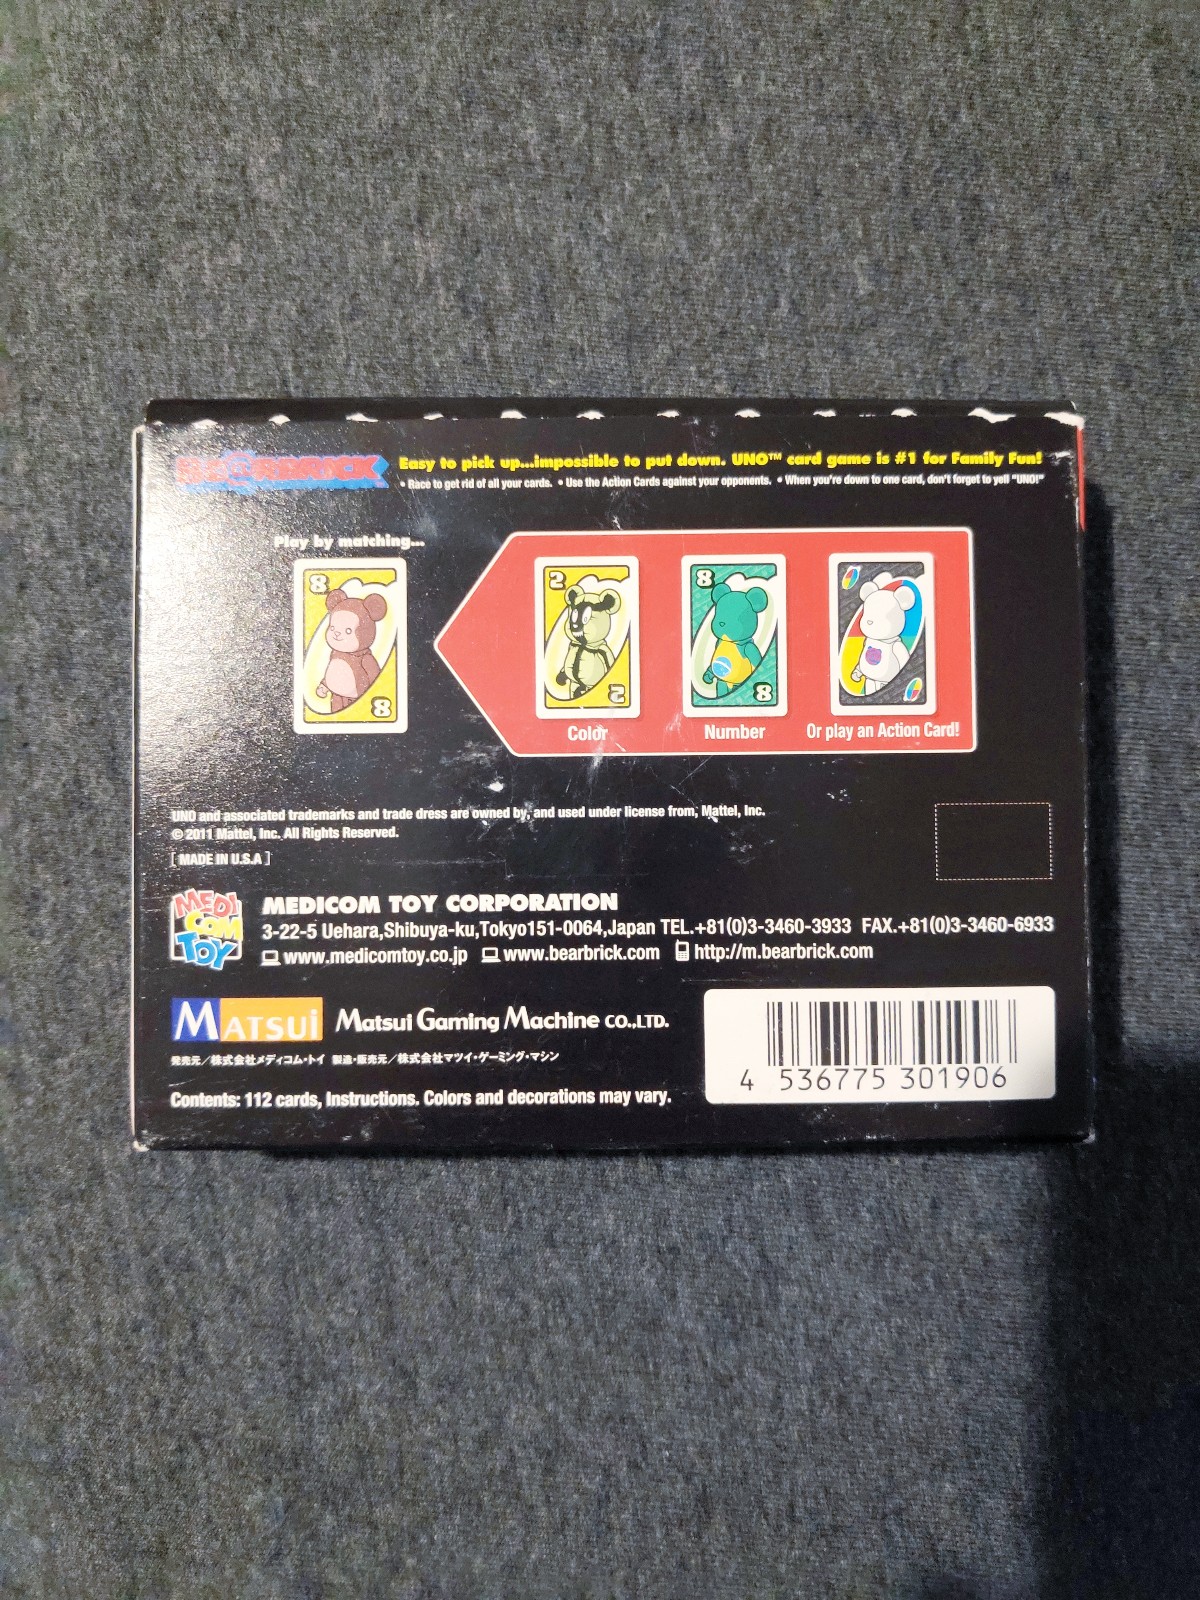 BE@RBRICK
Easy to pick up...impossible to put down. UNO™ card game is #1 for Family Fun!
• Race to get rid of all your cards. • Use the Action Cards against your opponents. • When you're down to one card, don't forget to yell "UNO!"
Play by matching...
8
8
2
2
8
8
Color
Number
Or play an Action Card!
UNO and associated trademarks and trade dress are owned by, and used under license from, Mattel, Inc.
© 2011 Mattel, Inc. All Rights Reserved.
[ MADE IN U.S.A ]
MEDICOM TOY
MEDICOM TOY CORPORATION
3-22-5 Uehara,Shibuya-ku,Tokyo151-0064,Japan TEL.+81(0)3-3460-3933 FAX.+81(0)3-3460-6933
www.medicomtoy.co.jp www.bearbrick.com http://m.bearbrick.com
MATSUi
Matsui Gaming Machine CO.,LTD.
発売元／株式会社メディコム・トイ 製造・販売元／株式会社マツイ・ゲーミング・マシン
Contents: 112 cards, Instructions. Colors and decorations may vary.
4 536775 301906